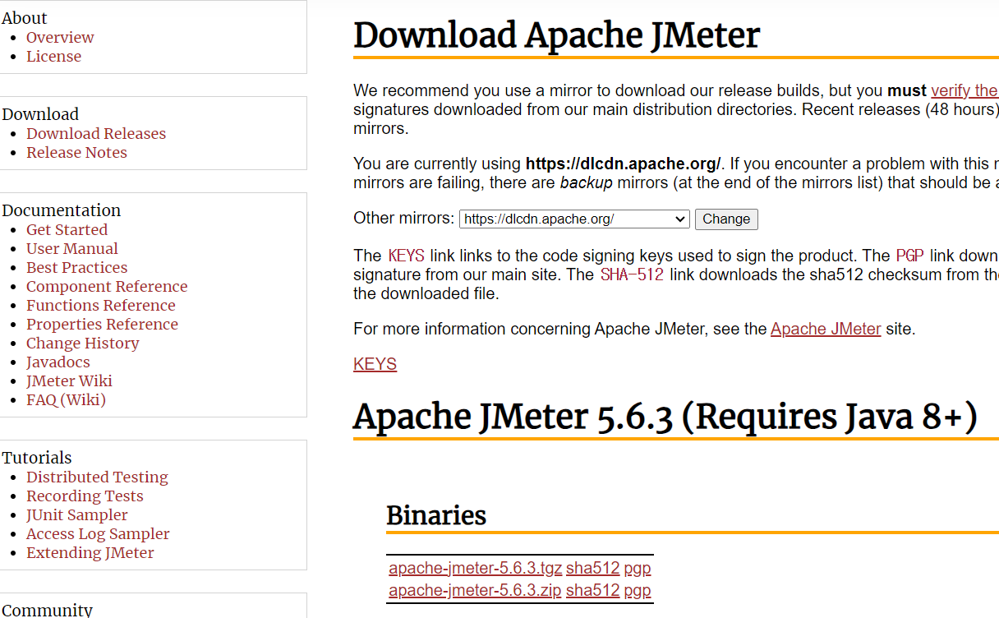 About
Overview
License
Download
Download Releases
Release Notes
Documentation
Get Started
User Manual
Best Practices
Component Reference
Functions Reference
Properties Reference
Change History
Javadocs
JMeter Wiki
FAQ (Wiki)
Tutorials
Distributed Testing
Recording Tests
JUnit Sampler
Access Log Sampler
Extending JMeter
Community
Download Apache JMeter
We recommend you use a mirror to download our release builds, but you must verify the
signatures downloaded from our main distribution directories. Recent releases (48 hours)
mirrors.
You are currently using https://dlcdn.apache.org/. If you encounter a problem with this
mirrors are failing, there are backup mirrors (at the end of the mirrors list) that should be
Other mirrors: https://dlcdn.apache.org/ Change
The KEYS link links to the code signing keys used to sign the product. The PGP link down
signature from our main site. The SHA-512 link downloads the sha512 checksum from
the downloaded file.
For more information concerning Apache JMeter, see the Apache JMeter site.
KEYS
Apache JMeter 5.6.3 (Requires Java 8+)
Binaries
apache-jmeter-5.6.3.tgz sha512 pgp
apache-jmeter-5.6.3.zip sha512 pgp